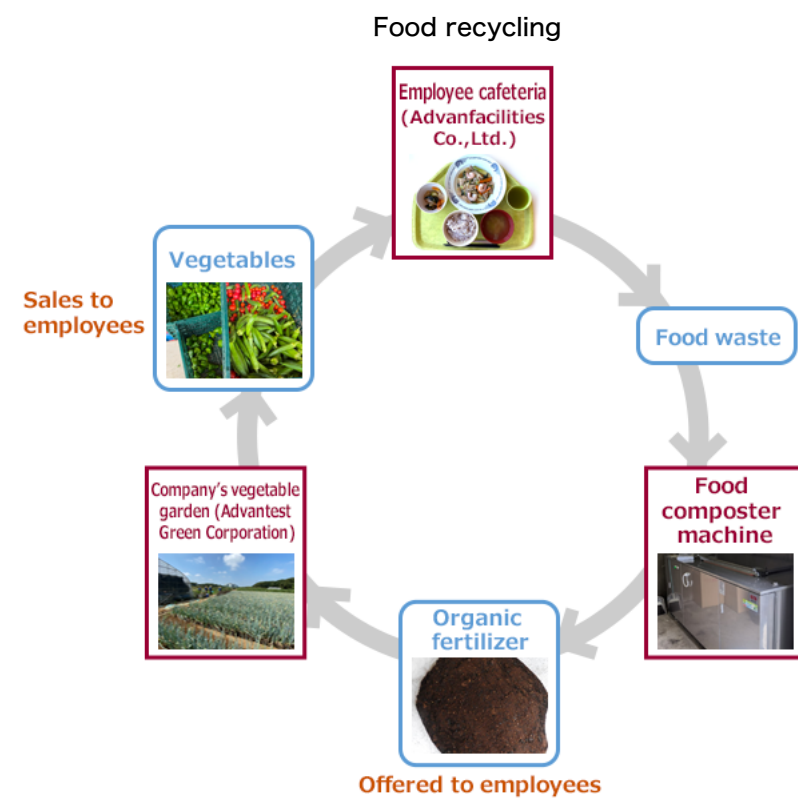 Food recycling
Employee cafeteria
(Advanfacilities
Co.,Ltd.)
Vegetables
Sales to
employees
Food waste
Company's vegetable
garden (Advantest
Green Corporation)
Food
composter
machine
Organic
fertilizer
Offered to employees